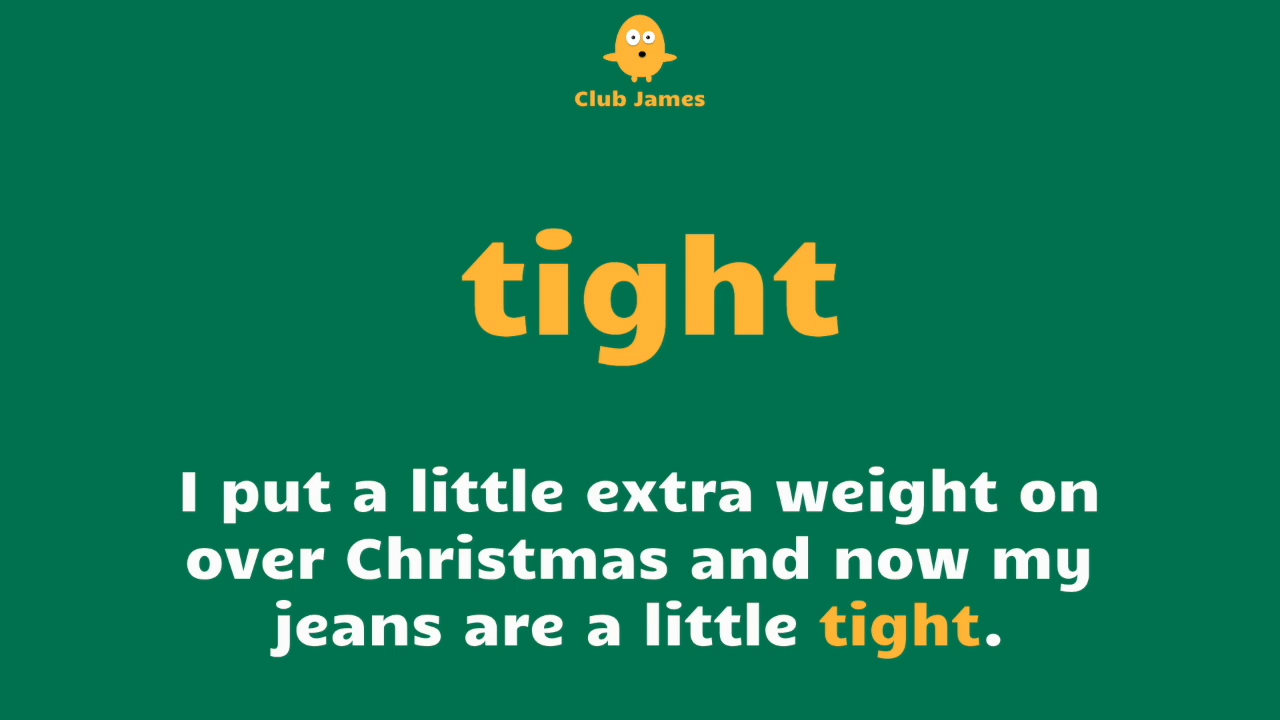 Club James
tight
I put a little extra weight on
over Christmas and now my
jeans are a little tight.